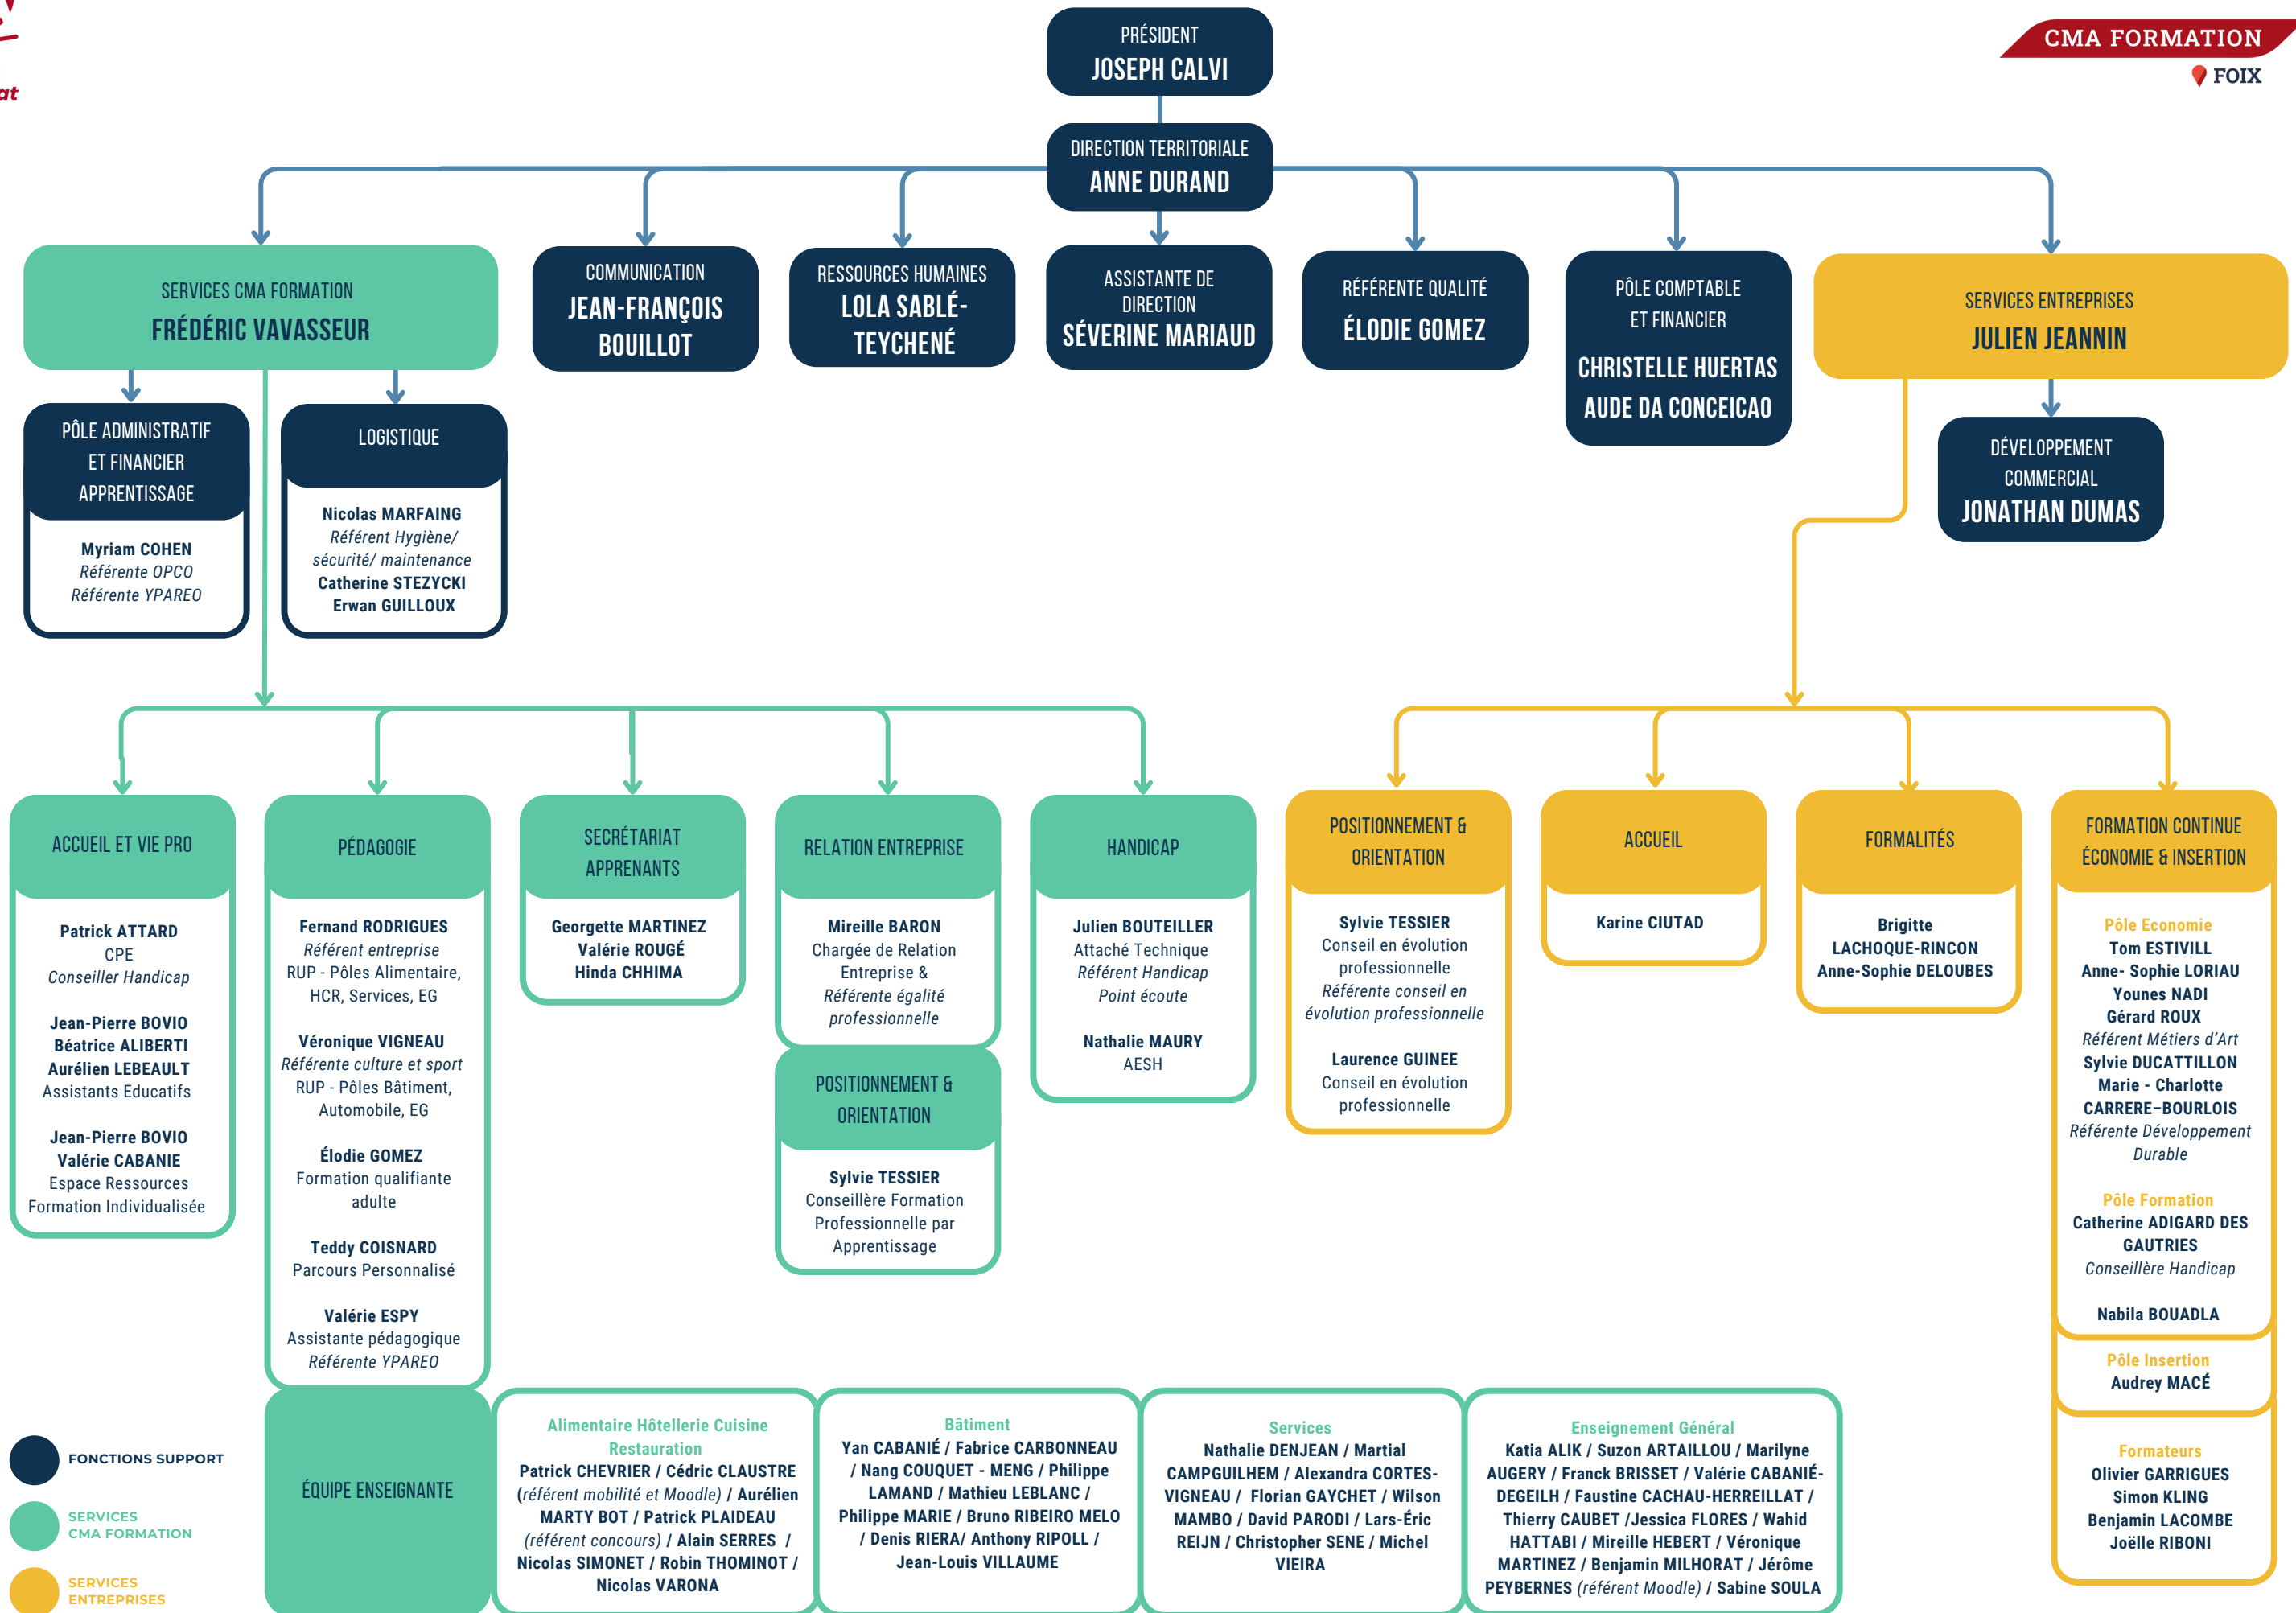 at
CMA FORMATION
FOIX
PRÉSIDENT
JOSEPH CALVI
DIRECTION TERRITORIALE
ANNE DURAND
SERVICES CMA FORMATION
FRÉDÉRIC VAVASSEUR
COMMUNICATION
JEAN-FRANÇOIS
BOUILLOT
RESSOURCES HUMAINES
LOLA SABLÉ-
TEYCHENÉ
ASSISTANTE DE
DIRECTION
SÉVERINE MARIAUD
RÉFÉRENTE QUALITÉ
ÉLODIE GOMEZ
PÔLE COMPTABLE
ET FINANCIER
CHRISTELLE HUERTAS
AUDE DA CONCEICAO
SERVICES ENTREPRISES
JULIEN JEANNIN
PÔLE ADMINISTRATIF
ET FINANCIER
APPRENTISSAGE
Myriam COHEN
Référente OPCO
Référente YPAREO
LOGISTIQUE
Nicolas MARFAING
Référent Hygiène/
sécurité/ maintenance
Catherine STEZYCKI
Erwan GUILLOUX
DÉVELOPPEMENT
COMMERCIAL
JONATHAN DUMAS
ACCUEIL ET VIE PRO
Patrick ATTARD
CPE
Conseiller Handicap
Jean-Pierre BOVIO
Béatrice ALIBERTI
Aurélien LEBEAULT
Assistants Educatifs
Jean-Pierre BOVIO
Valérie CABANIE
Espace Ressources
Formation Individualisée
PÉDAGOGIE
Fernand RODRIGUES
Référent entreprise
RUP - Pôles Alimentaire,
HCR, Services, EG
Véronique VIGNEAU
Référente culture et sport
RUP - Pôles Bâtiment,
Automobile, EG
Élodie GOMEZ
Formation qualifiante
adulte
Teddy COISNARD
Parcours Personnalisé
Valérie ESPY
Assistante pédagogique
Référente YPAREO
SECRÉTARIAT
APPRENANTS
Georgette MARTINEZ
Valérie ROUGÉ
Hinda CHHIMA
RELATION ENTREPRISE
Mireille BARON
Chargée de Relation
Entreprise &
Référente égalité
professionnelle
POSITIONNEMENT &
ORIENTATION
Sylvie TESSIER
Conseillère Formation
Professionnelle par
Apprentissage
HANDICAP
Julien BOUTEILLER
Attaché Technique
Référent Handicap
Point écoute
Nathalie MAURY
AESH
POSITIONNEMENT &
ORIENTATION
Sylvie TESSIER
Conseil en évolution
professionnelle
Référente conseil en
évolution professionnelle
Laurence GUINEE
Conseil en évolution
professionnelle
ACCUEIL
Karine CIUTAD
FORMALITÉS
Brigitte
LACHOQUE-RINCON
Anne-Sophie DELOUBES
FORMATION CONTINUE
ÉCONOMIE & INSERTION
Pôle Economie
Tom ESTIVILL
Anne- Sophie LORIAU
Younes NADI
Gérard ROUX
Référent Métiers d'Art
Sylvie DUCATTILLON
Marie - Charlotte
CARRERE–BOURLOIS
Référente Développement
Durable
Pôle Formation
Catherine ADIGARD DES
GAUTRIES
Conseillère Handicap
Nabila BOUADLA
Pôle Insertion
Audrey MACÉ
Formateurs
Olivier GARRIGUES
Simon KLING
Benjamin LACOMBE
Joëlle RIBONI
ÉQUIPE ENSEIGNANTE
Alimentaire Hôtellerie Cuisine
Restauration
Patrick CHEVRIER / Cédric CLAUSTRE
(référent mobilité et Moodle) / Aurélien
MARTY BOT / Patrick PLAIDEAU
(référent concours) / Alain SERRES /
Nicolas SIMONET / Robin THOMINOT /
Nicolas VARONA
Bâtiment
Yan CABANIÉ / Fabrice CARBONNEAU
/ Nang COUQUET - MENG / Philippe
LAMAND / Mathieu LEBLANC /
Philippe MARIE / Bruno RIBEIRO MELO
/ Denis RIERA/ Anthony RIPOLL /
Jean-Louis VILLAUME
Services
Nathalie DENJEAN / Martial
CAMPGUILHEM / Alexandra CORTES-
VIGNEAU / Florian GAYCHET / Wilson
MAMBO / David PARODI / Lars-Éric
REIJN / Christopher SENE / Michel
VIEIRA
Enseignement Général
Katia ALIK / Suzon ARTAILLOU / Marilyne
AUGERY / Franck BRISSET / Valérie CABANIÉ-
DEGEILH / Faustine CACHAU-HERREILLAT /
Thierry CAUBET /Jessica FLORES / Wahid
HATTABI / Mireille HEBERT / Véronique
MARTINEZ / Benjamin MILHORAT / Jérôme
PEYBERNES (référent Moodle) / Sabine SOULA
FONCTIONS SUPPORT
SERVICES
CMA FORMATION
SERVICES
ENTREPRISES